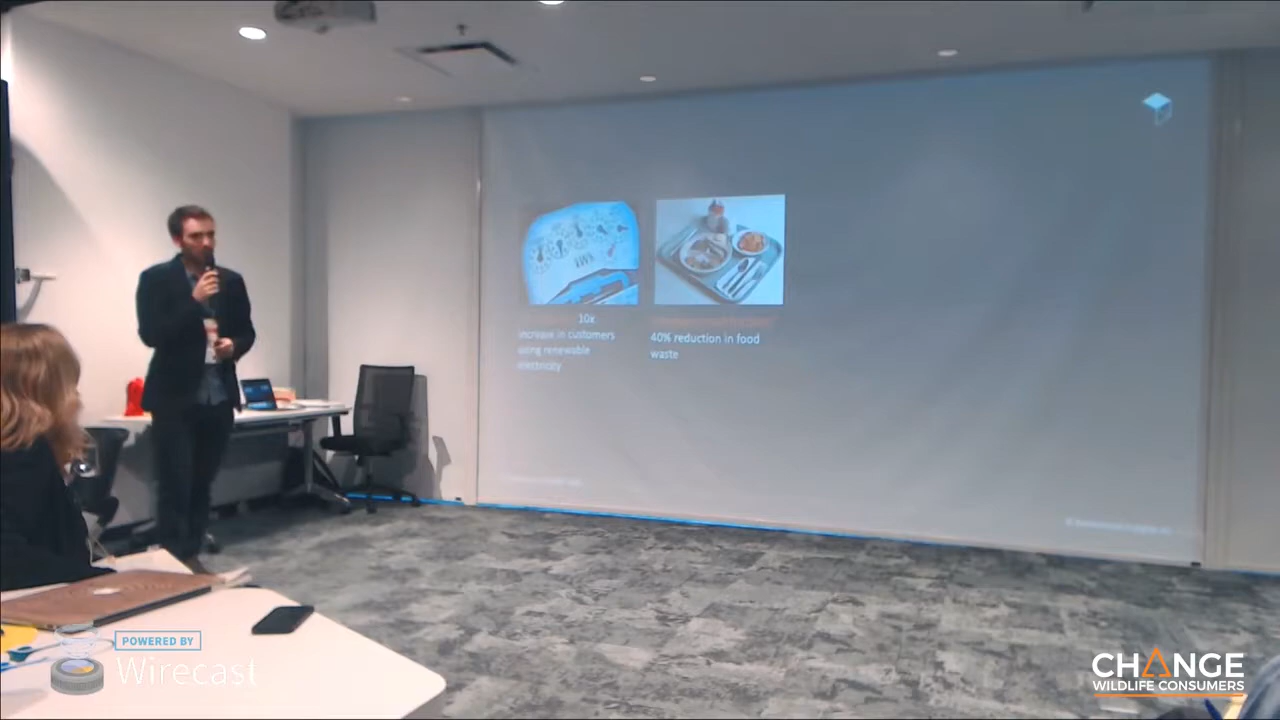 10x
increase in customers
using renewable
electricity
40% reduction in food
waste
POWERED BY
Wirecast
CHANGE
WILDLIFE CONSUMERS